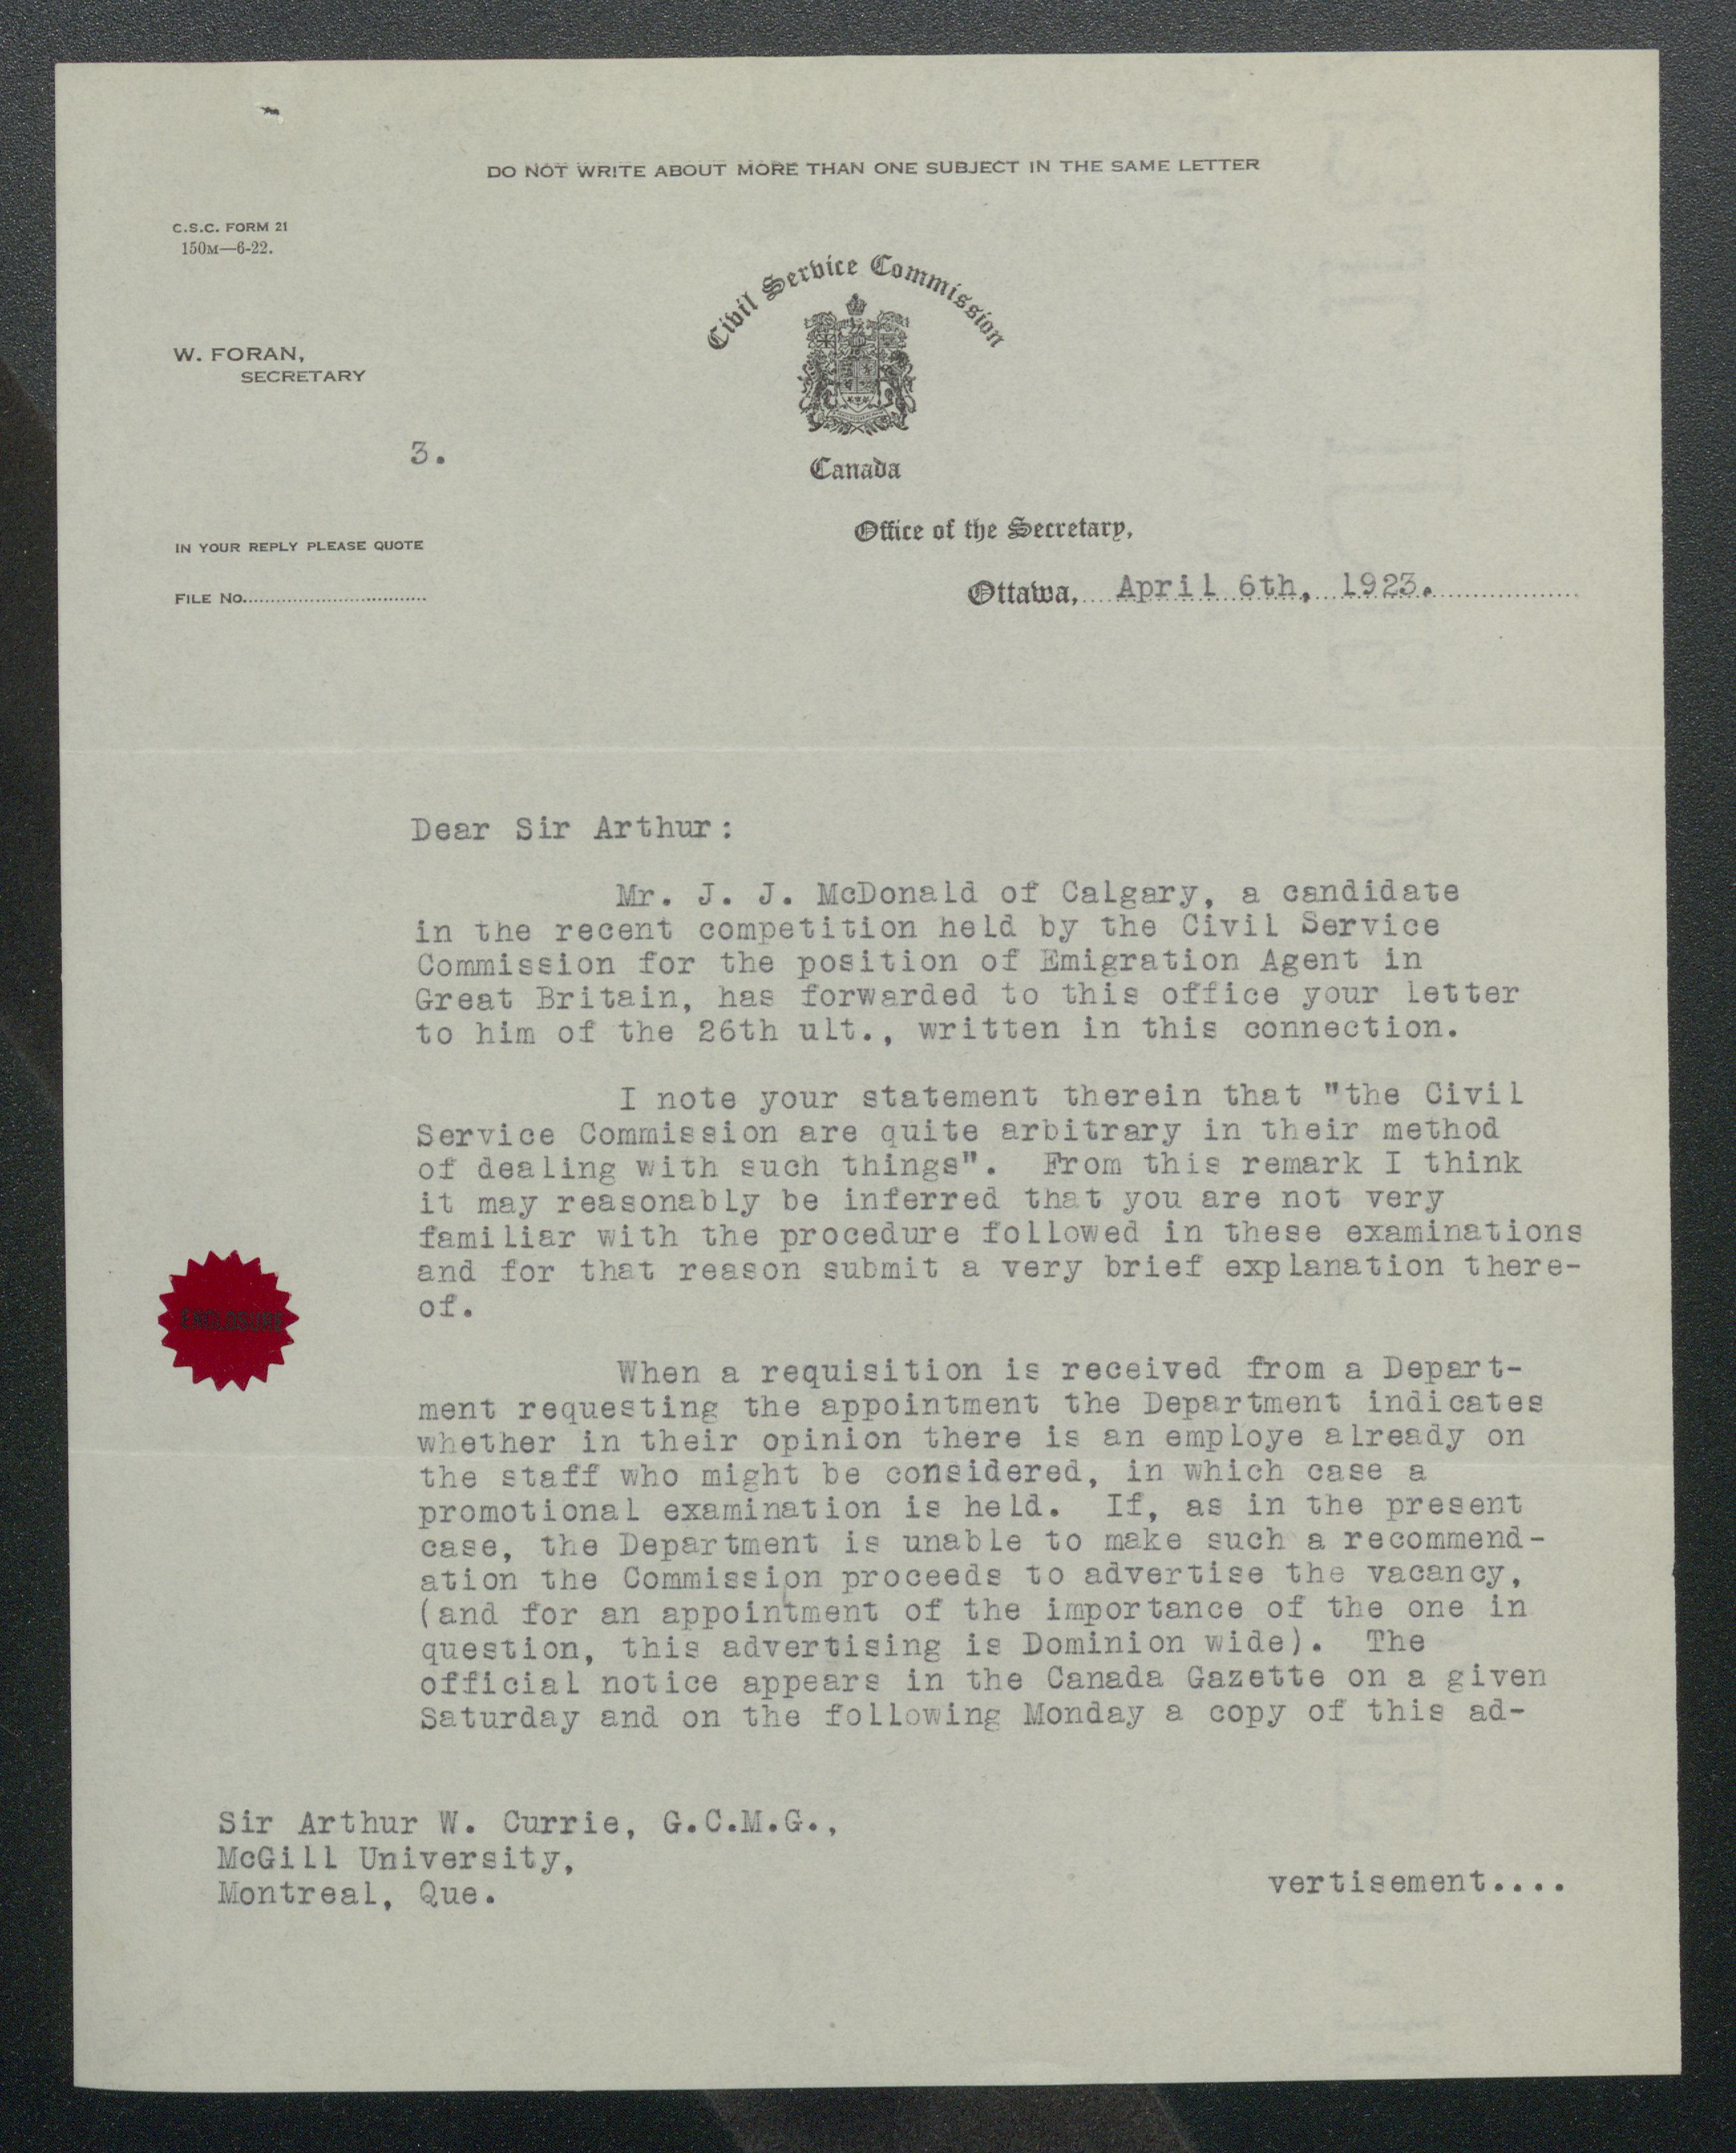 DO NOT WRITE ABOUT MORE THAN ONE SUBJECT IN THE SAME LETTER
C.S.C. FORM 21
150M—6-22.
Civil Service Commission
W. FORAN,
SECRETARY
3.
Canada
Office of the Secretary,
IN YOUR REPLY PLEASE QUOTE
FILE No.................................
Ottawa, April 6th, 1923.
Dear Sir Arthur:
Mr. J. J. McDonald of Calgary, a candidate
in the recent competition held by the Civil Service
Commission for the position of Emigration Agent in
Great Britain, has forwarded to this office your letter
to him of the 26th ult., written in this connection.
I note your statement therein that "the Civil
Service Commission are quite arbitrary in their method
of dealing with such things". From this remark I think
it may reasonably be inferred that you are not very
familiar with the procedure followed in these examinations
and for that reason submit a very brief explanation there-
of.
ENCLOSURE
When a requisition is received from a Depart-
ment requesting the appointment the Department indicates
whether in their opinion there is an employe already on
the staff who might be considered, in which case a
promotional examination is held. If, as in the present
case, the Department is unable to make such a recommend-
ation the Commission proceeds to advertise the vacancy,
(and for an appointment of the importance of the one in
question, this advertising is Dominion wide). The
official notice appears in the Canada Gazette on a given
Saturday and on the following Monday a copy of this ad-
Sir Arthur W. Currie, G.C.M.G.,
McGill University,
Montreal, Que.
vertisement....